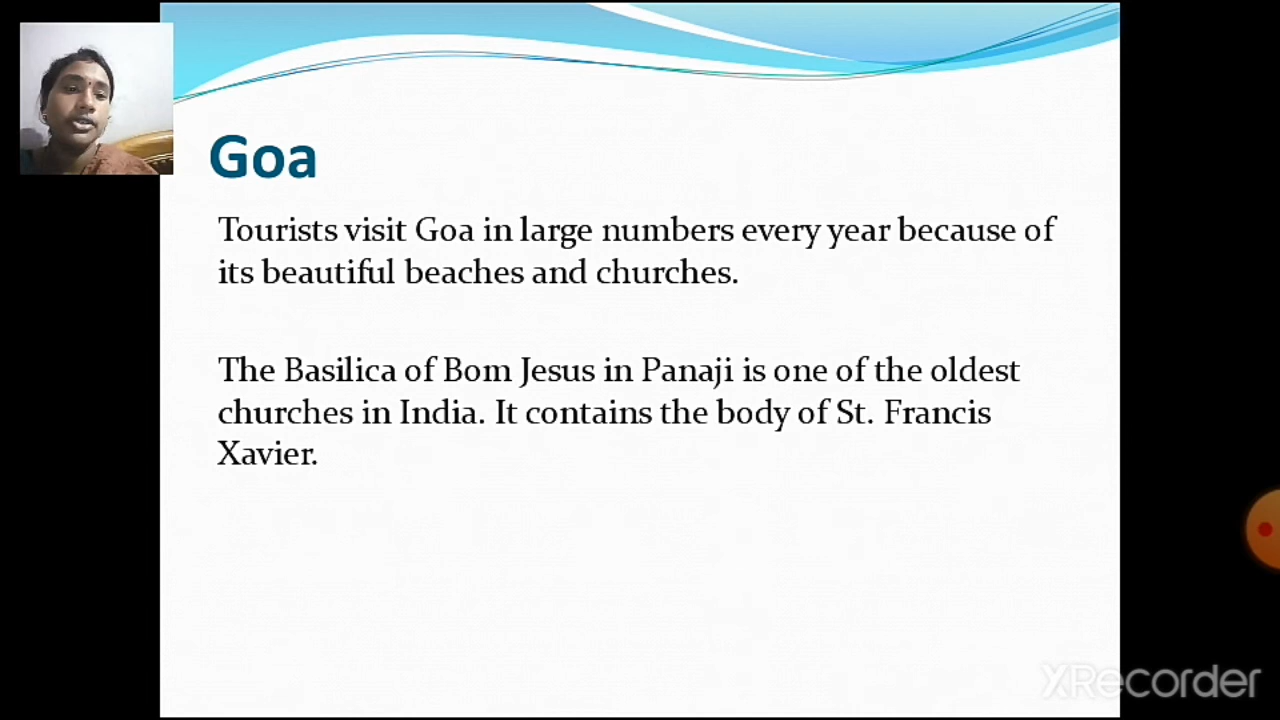 Goa
Tourists visit Goa in large numbers every year because of
its beautiful beaches and churches.
The Basilica of Bom Jesus in Panaji is one of the oldest
churches in India. It contains the body of St. Francis
Xavier.
XRecorder